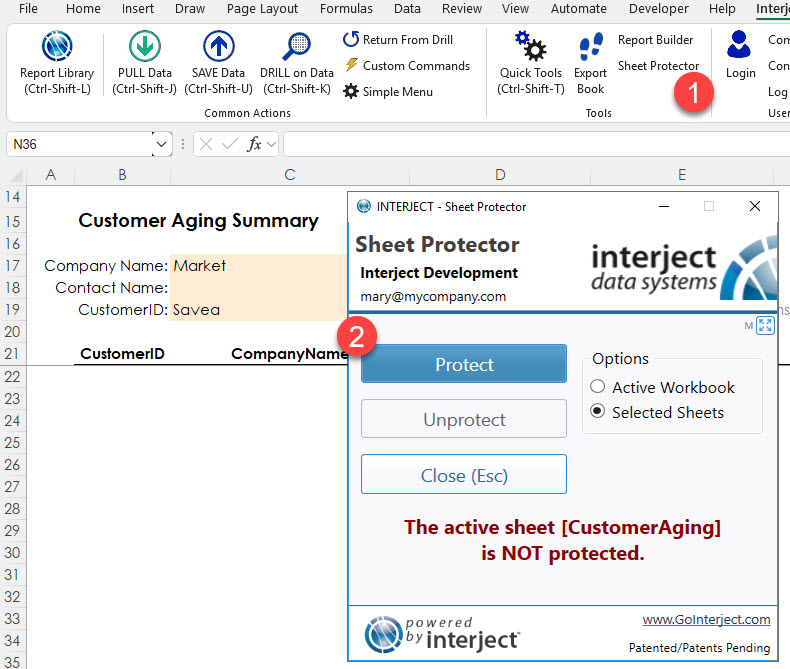 File Home Insert Draw Page Layout Formulas Data Review View Automate Developer Help Interj
Report Library
(Ctrl-Shift-L)
PULL Data
(Ctrl-Shift-J)
SAVE Data
(Ctrl-Shift-U)
DRILL on Data
(Ctrl-Shift-K)
Return From Drill
Custom Commands
Simple Menu
Common Actions
Quick Tools
(Ctrl-Shift-T)
Export
Book
Report Builder
Sheet Protector
1
Tools
Login
Com
Con
Log
User
N36
fx
A B C D E
14
15 Customer Aging Summary
16
17 Company Name: Market
18 Contact Name:
19 CustomerID: Savea
20
21 CustomerID CompanyName
22
23
24
25
26
27
28
29
30
31
32
33
34
35
INTERJECT - Sheet Protector
Sheet Protector
Interject Development
mary@mycompany.com
interject
data systems
ns
M
2
Protect
Unprotect
Close (Esc)
Options
Active Workbook
Selected Sheets
The active sheet [CustomerAging]
is NOT protected.
powered
by interject
www.GoInterject.com
Patented/Patents Pending